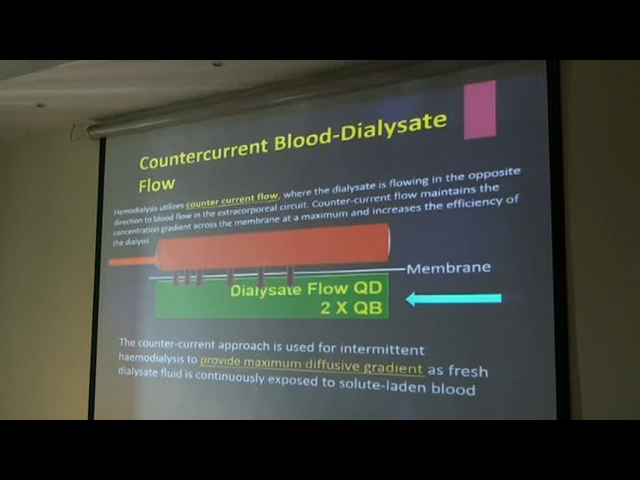 Countercurrent Blood-Dialysate
Flow
Hemodialysis utilizes counter current flow, where the dialysate is flowing in the opposite
direction to blood flow in the extracorporeal circuit. Counter-current flow maintains the
concentration gradient across the membrane at a maximum and increases the efficiency of
the dialysis
Membrane
Dialysate Flow QD
2 X QB
The counter-current approach is used for intermittent
haemodialysis to provide maximum diffusive gradient as fresh
dialysate fluid is continuously exposed to solute-laden blood